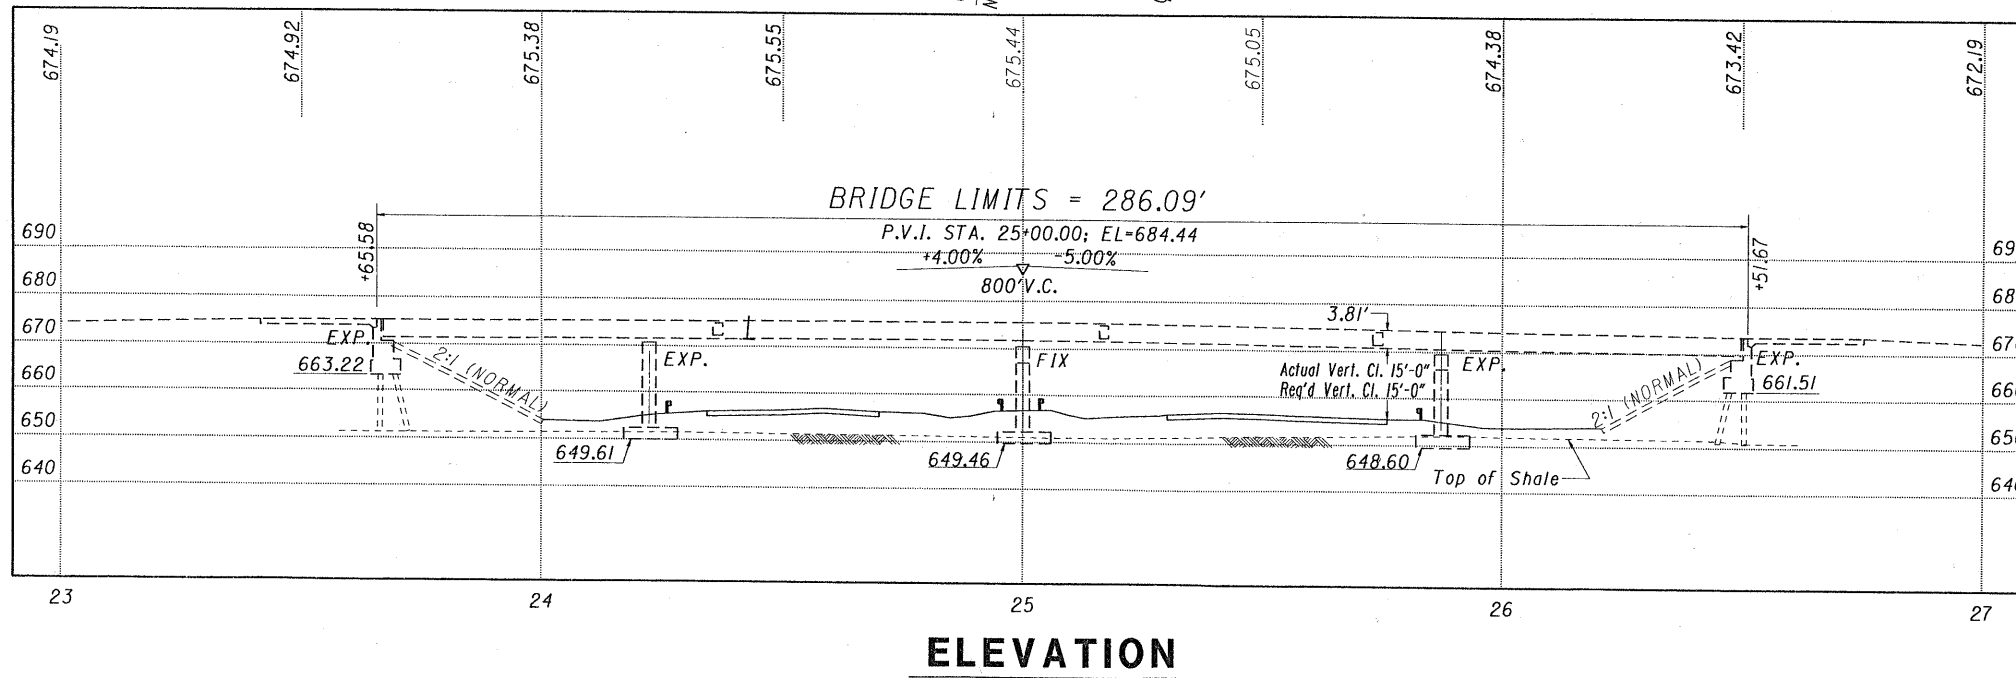 674.19
674.92
675.38
675.55
675.44
675.05
674.38
673.42
672.19
BRIDGE LIMITS = 286.09'
P.V.I. STA. 25+00.00; EL=684.44
+4.00% -5.00%
800' V.C.
+65.58
+51.67
690
680
670
660
650
640
3.81'
EXP.
663.22
2:1 (NORMAL)
EXP.
FIX
Actual Vert. Cl. 15'-0"
Req'd Vert. Cl. 15'-0"
EXP.
2:1 (NORMAL)
EXP.
661.51
649.61
649.46
648.60
Top of Shale
23
24
25
26
27
ELEVATION